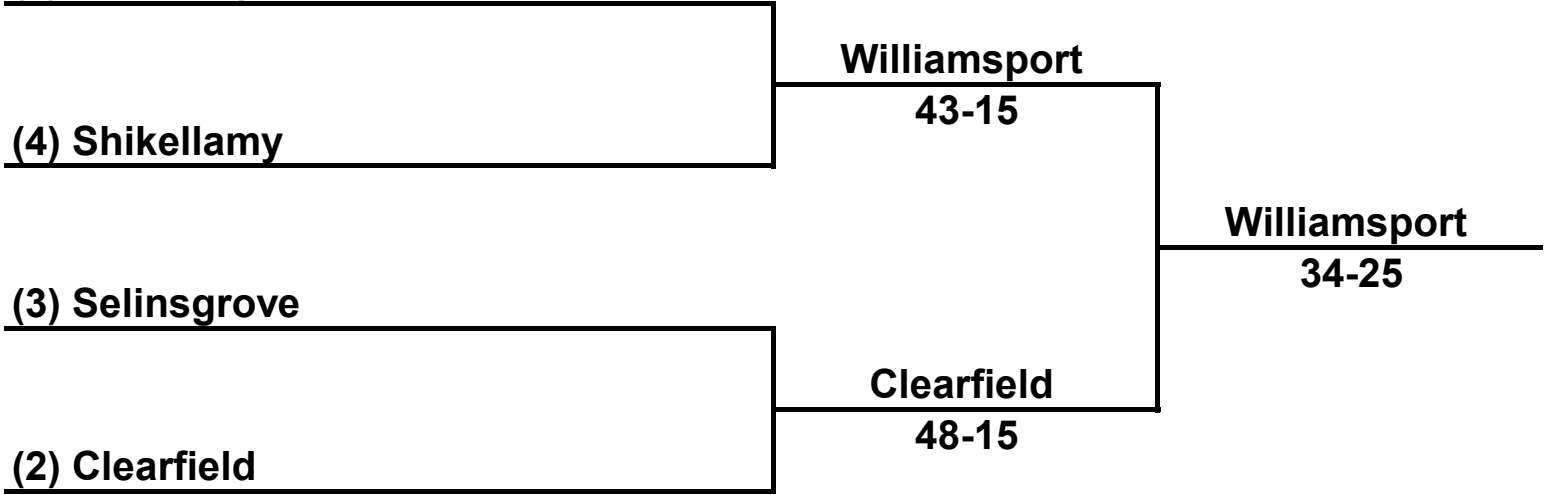 Williamsport
43-15
(4) Shikellamy
Williamsport
34-25
(3) Selinsgrove
Clearfield
48-15
(2) Clearfield